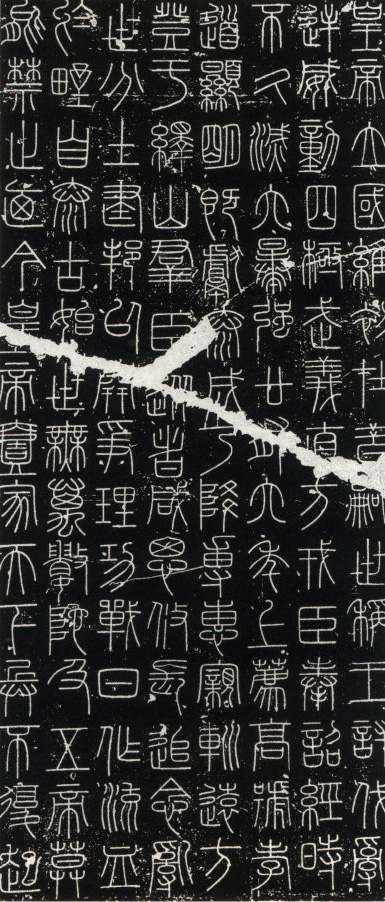 皇帝立國維初在昔嗣世稱王討伐亂
逆威動四極武義直方戎臣奉詔經時
不久滅六暴強廿有六年上薦高號孝
道顯明既獻泰成乃降專惠親巡遠方
登于繹山群臣從者咸思攸長追念亂
世分土建邦以開爭理功戰日作流血
於野自泰古始世無萬數陀及五帝莫
能禁止廼今皇帝壹家天下兵不復起